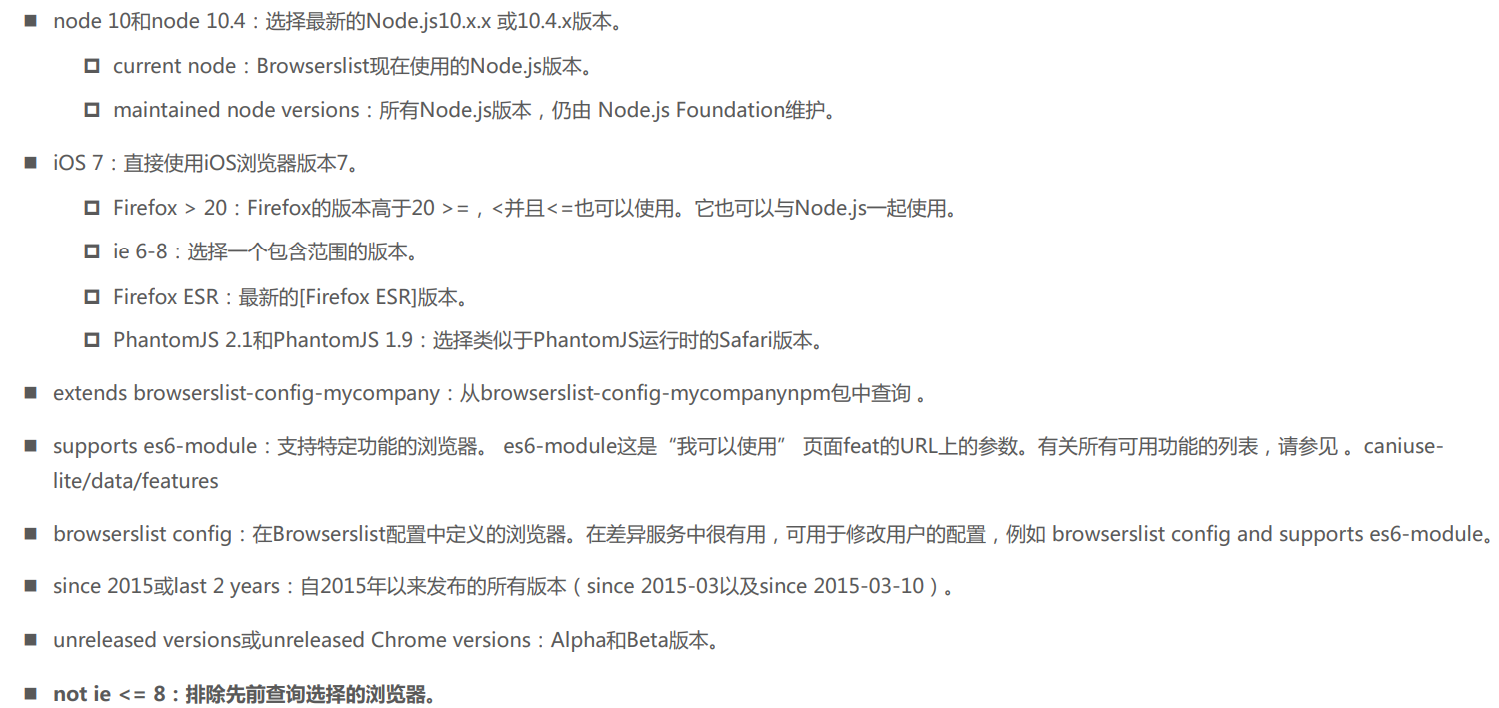 node 10和node 10.4：选择最新的Node.js10.x.x 或10.4.x版本。
current node：Browserslist现在使用的Node.js版本。
maintained node versions：所有Node.js版本，仍由 Node.js Foundation维护。
iOS 7：直接使用iOS浏览器版本7。
Firefox > 20：Firefox的版本高于20 >=，<并且<=也可以使用。它也可以与Node.js一起使用。
ie 6-8：选择一个包含范围的版本。
Firefox ESR：最新的[Firefox ESR]版本。
PhantomJS 2.1和PhantomJS 1.9：选择类似于PhantomJS运行时的Safari版本。
extends browserslist-config-mycompany：从browserslist-config-mycompanynpm包中查询 。
supports es6-module：支持特定功能的浏览器。 es6-module这是“我可以使用” 页面feat的URL上的参数。有关所有可用功能的列表，请参见 。caniuse-
lite/data/features
browserslist config：在Browserslist配置中定义的浏览器。在差异服务中很有用，可用于修改用户的配置，例如 browserslist config and supports es6-module。
since 2015或last 2 years：自2015年以来发布的所有版本（since 2015-03以及since 2015-03-10）。
unreleased versions或unreleased Chrome versions：Alpha和Beta版本。
not ie <= 8：排除先前查询选择的浏览器。